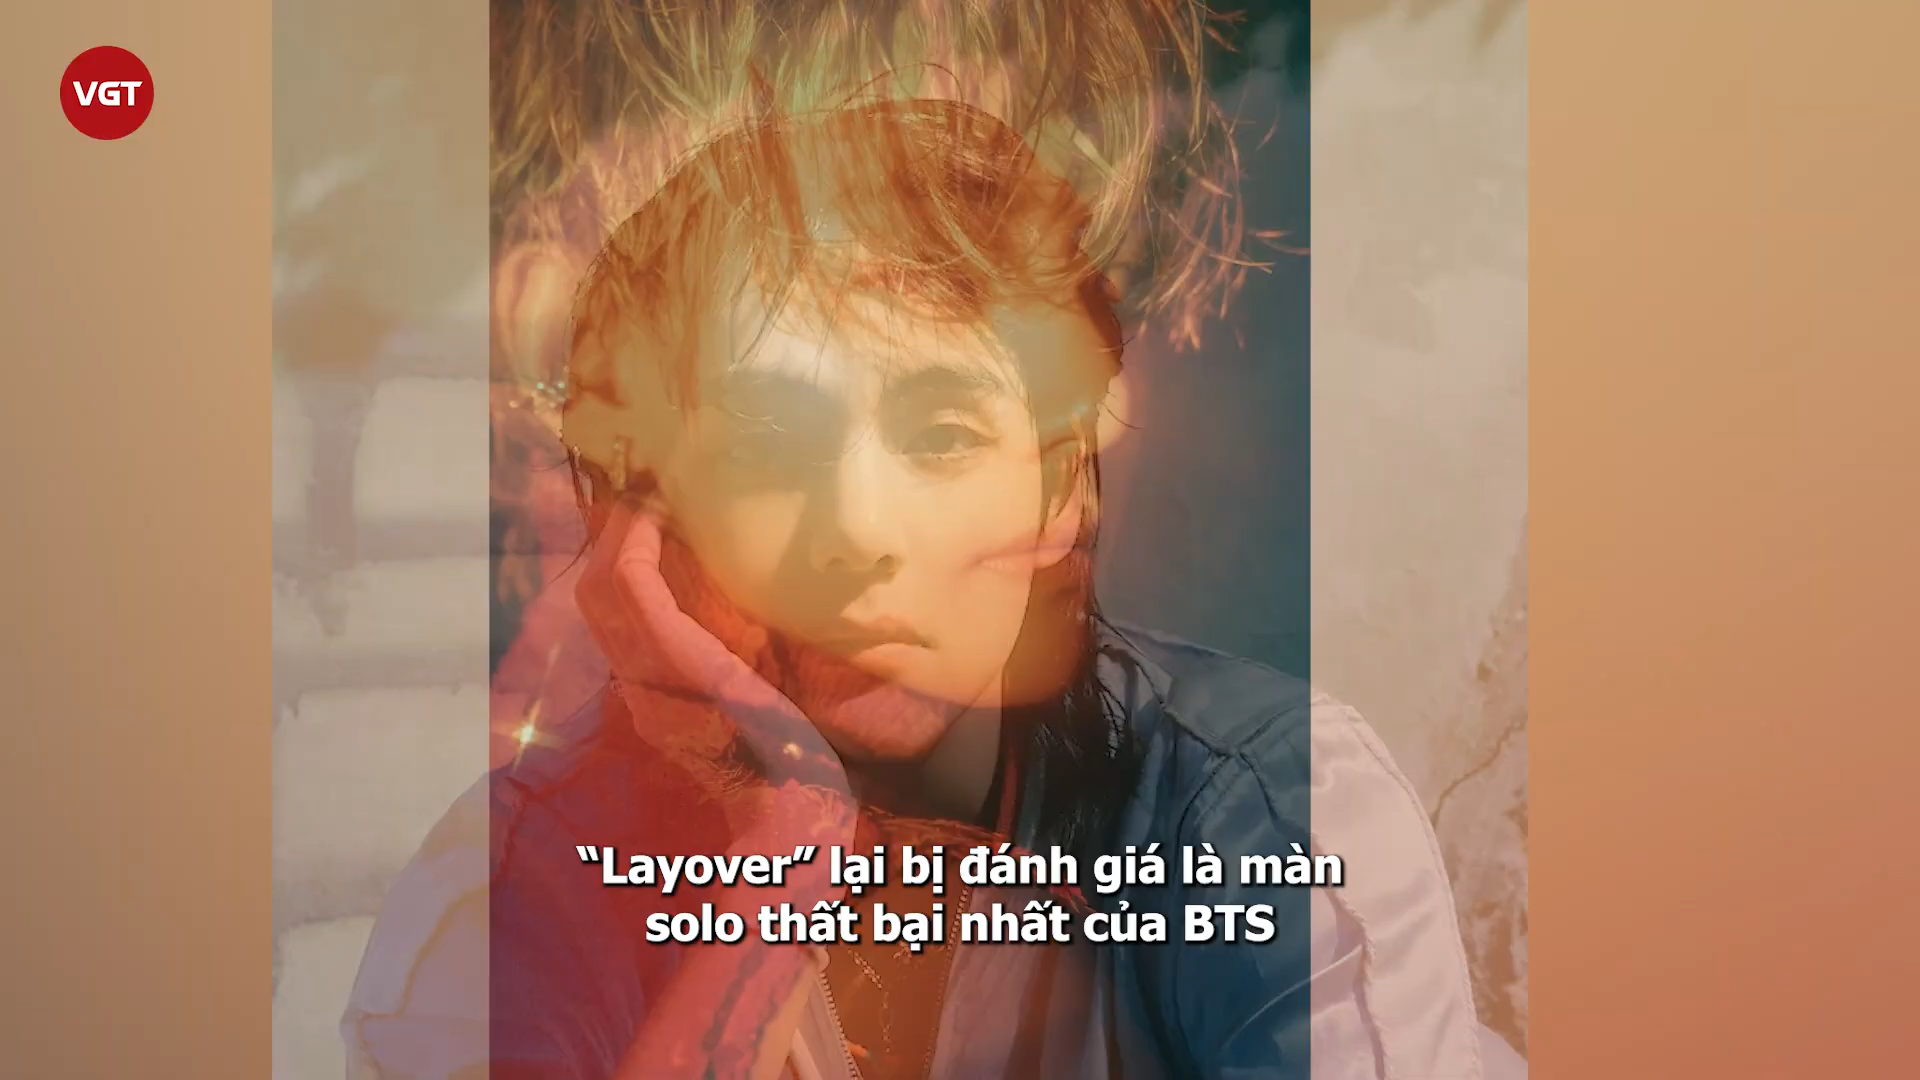 VGT
“Layover” lại bị đánh giá là màn
solo thất bại nhất của BTS